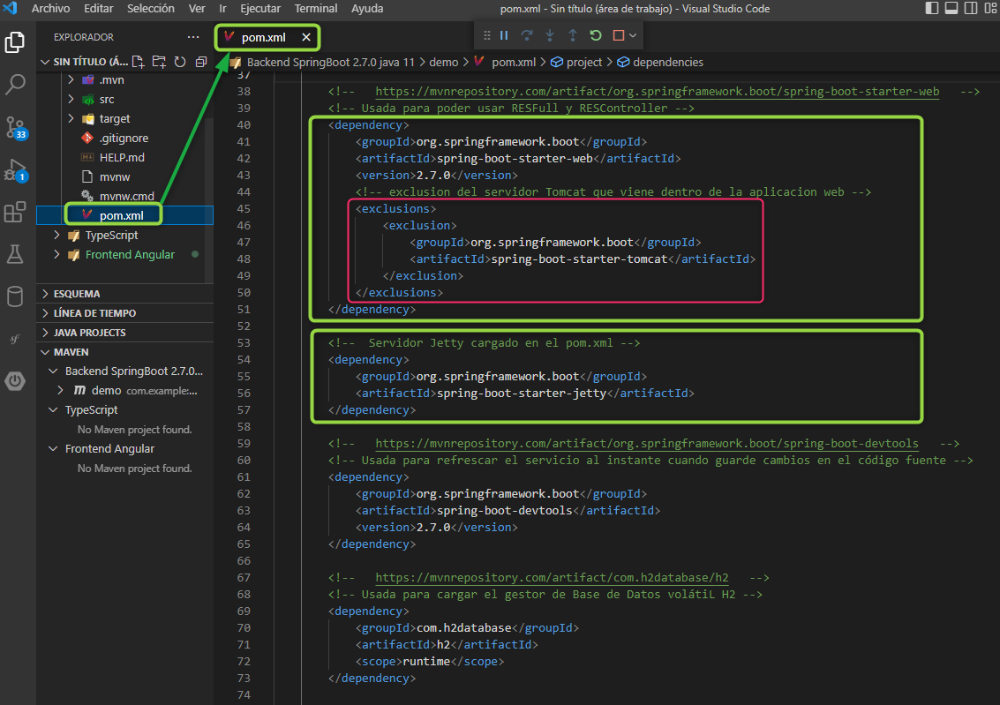 Archivo Editar Selección Ver Ir Ejecutar Terminal Ayuda
pom.xml - Sin título (área de trabajo) - Visual Studio Code
EXPLORADOR
SIN TÍTULO (Á...
.mvn
src
target
.gitignore
HELP.md
mvnw
mvnw.cmd
pom.xml
TypeScript
Frontend Angular
ESQUEMA
LÍNEA DE TIEMPO
JAVA PROJECTS
MAVEN
Backend SpringBoot 2.7.0...
demo com.example:...
TypeScript
No Maven project found.
Frontend Angular
No Maven project found.
33
1
pom.xml
Backend SpringBoot 2.7.0 java 11 > demo > pom.xml > project > dependencies
37
38 <!-- https://mvnrepository.com/artifact/org.springframework.boot/spring-boot-starter-web -->
39 <!-- Usada para poder usar RESFull y RESController -->
40 <dependency>
41 <groupId>org.springframework.boot</groupId>
42 <artifactId>spring-boot-starter-web</artifactId>
43 <version>2.7.0</version>
44 <!-- exclusion del servidor Tomcat que viene dentro de la aplicacion web -->
45 <exclusions>
46 <exclusion>
47 <groupId>org.springframework.boot</groupId>
48 <artifactId>spring-boot-starter-tomcat</artifactId>
49 </exclusion>
50 </exclusions>
51 </dependency>
52
53 <!-- Servidor Jetty cargado en el pom.xml -->
54 <dependency>
55 <groupId>org.springframework.boot</groupId>
56 <artifactId>spring-boot-starter-jetty</artifactId>
57 </dependency>
58
59 <!-- https://mvnrepository.com/artifact/org.springframework.boot/spring-boot-devtools -->
60 <!-- Usada para refrescar el servicio al instante cuando guarde cambios en el código fuente -->
61 <dependency>
62 <groupId>org.springframework.boot</groupId>
63 <artifactId>spring-boot-devtools</artifactId>
64 <version>2.7.0</version>
65 </dependency>
66
67 <!-- https://mvnrepository.com/artifact/com.h2database/h2 -->
68 <!-- Usada para cargar el gestor de Base de Datos volátiL H2 -->
69 <dependency>
70 <groupId>com.h2database</groupId>
71 <artifactId>h2</artifactId>
72 <scope>runtime</scope>
73 </dependency>
74